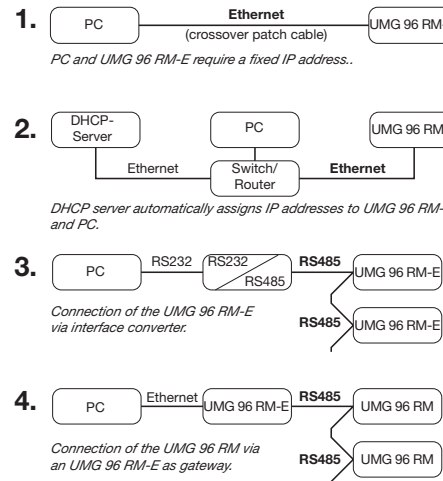 1.
PC
Ethernet
(crossover patch cable)
UMG 96 RM-
PC and UMG 96 RM-E require a fixed IP address..
2.
DHCP-
Server
PC
UMG 96 RM
Ethernet
Switch/
Router
Ethernet
DHCP server automatically assigns IP addresses to UMG 96 RM-
and PC.
3.
PC
RS232
RS232
RS485
RS485
UMG 96 RM-E
Connection of the UMG 96 RM-E
via interface converter.
RS485
UMG 96 RM-E
4.
PC
Ethernet
UMG 96 RM-E
RS485
UMG 96 RM
Connection of the UMG 96 RM via
an UMG 96 RM-E as gateway.
RS485
UMG 96 RM